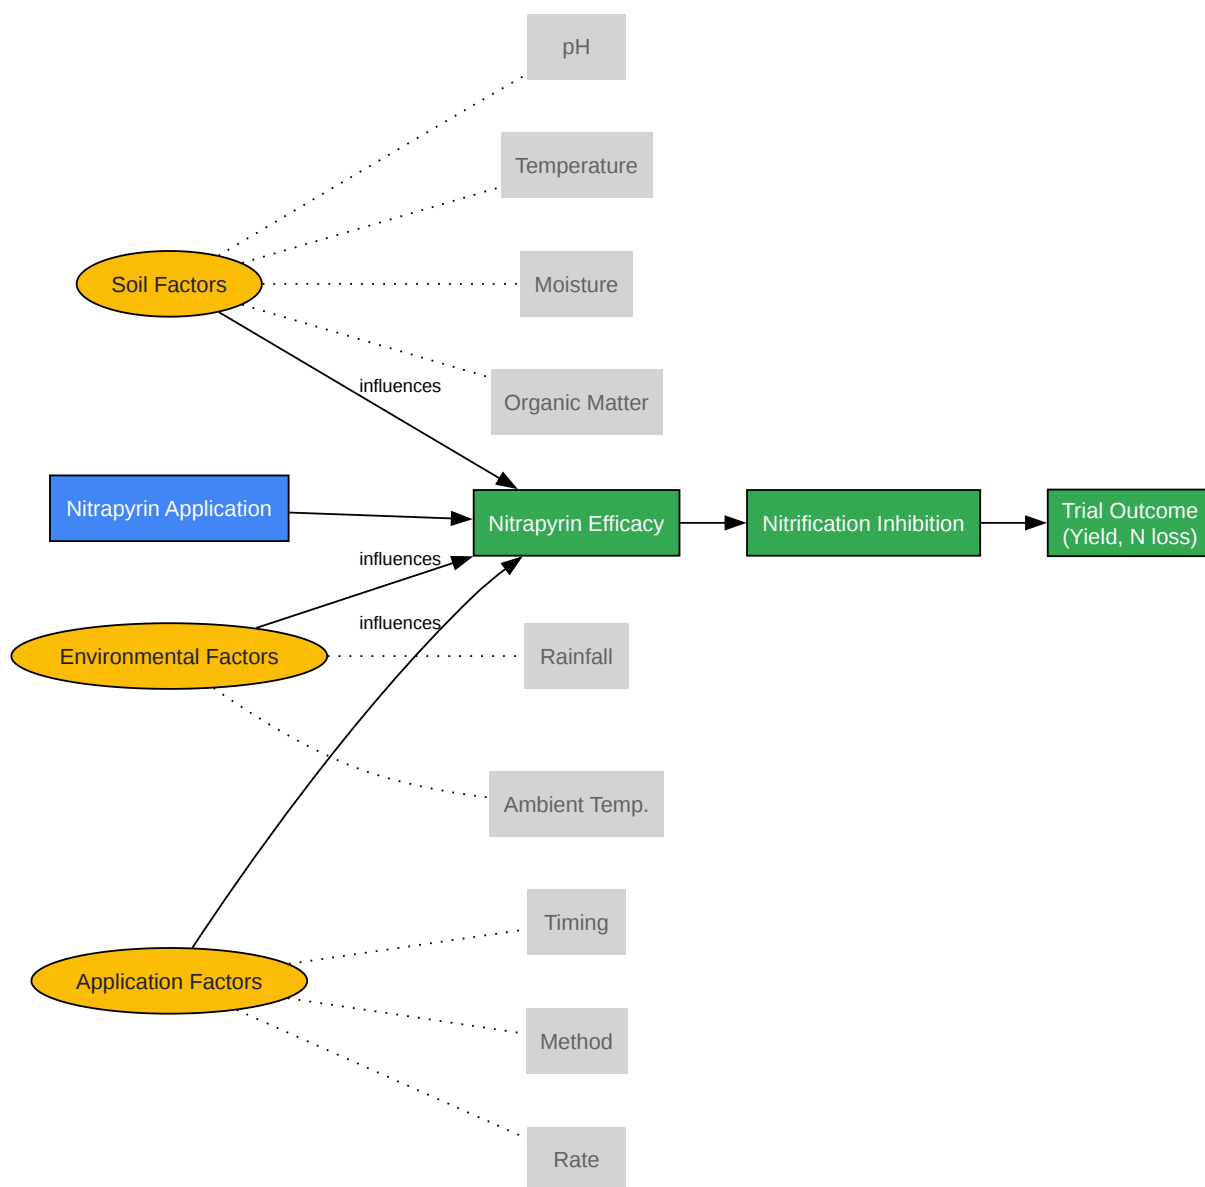 pH
Temperature
Soil Factors
Moisture
influences
Organic Matter
Nitrapyrin Application
Nitrapyrin Efficacy
Nitrification Inhibition
Trial Outcome
(Yield, N loss)
influences
influences
Environmental Factors
Rainfall
Ambient Temp.
Timing
Application Factors
Method
Rate